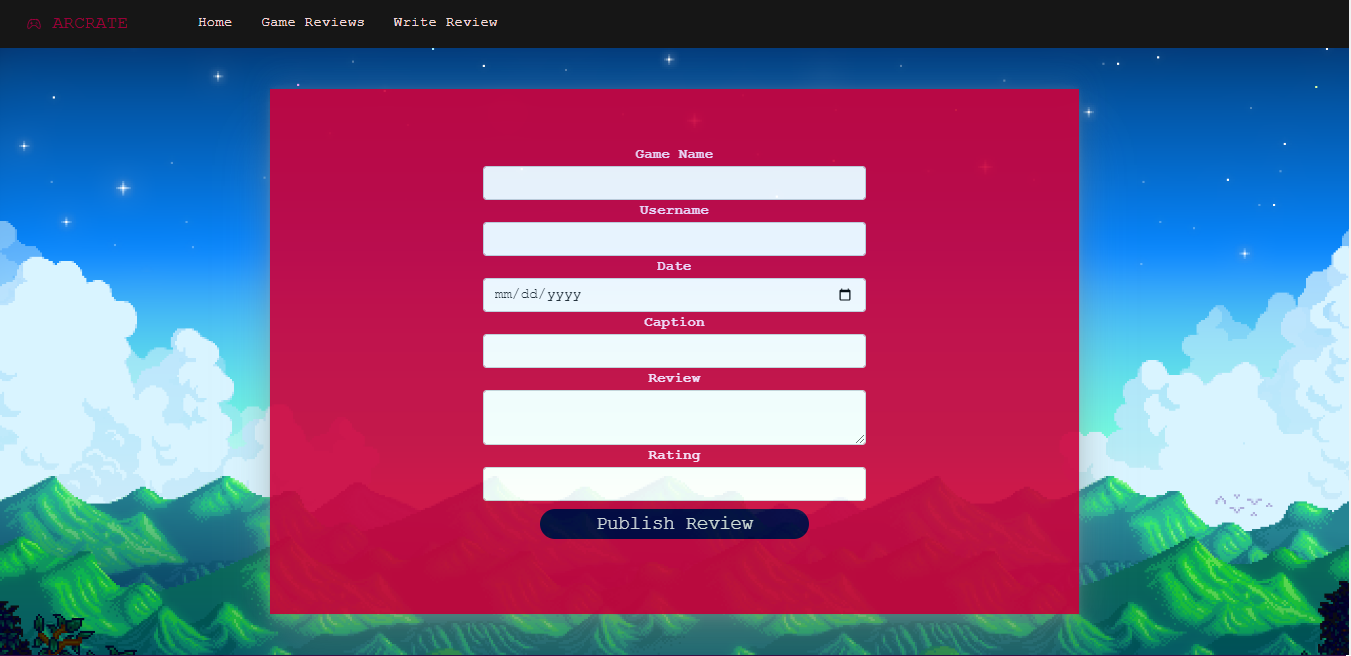 ARCRATE Home Game Reviews Write Review
Game Name
Username
Date
mm/dd/yyyy
Caption
Review
Rating
Publish Review